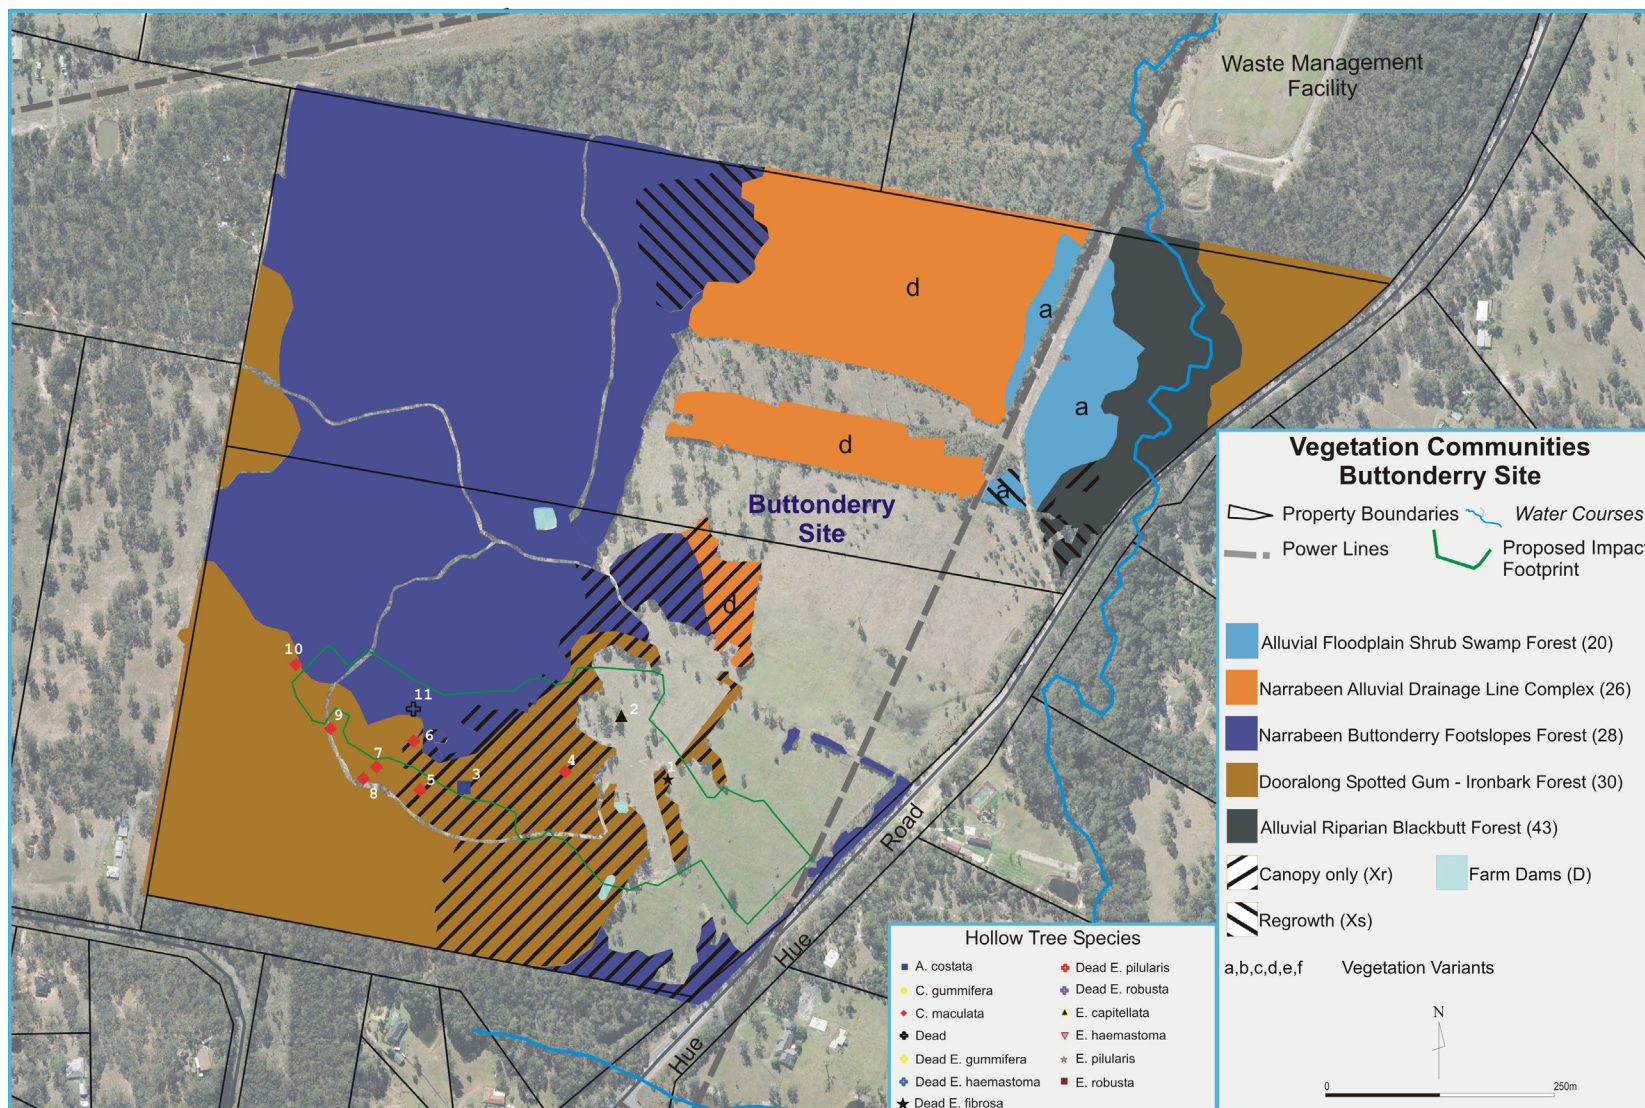 Waste Management
Facility
d
a
a
d
a
Buttonderry
Site
d
10
11
9
6
2
7
4
1
5
3
8
Road
Hue
Hue
Vegetation Communities
Buttonderry Site
Property Boundaries
Water Courses
Power Lines
Proposed Impac
Footprint
Alluvial Floodplain Shrub Swamp Forest (20)
Narrabeen Alluvial Drainage Line Complex (26)
Narrabeen Buttonderry Footslopes Forest (28)
Dooralong Spotted Gum - Ironbark Forest (30)
Alluvial Riparian Blackbutt Forest (43)
Canopy only (Xr)
Farm Dams (D)
Regrowth (Xs)
a,b,c,d,e,f
Vegetation Variants
N
0
250m
Hollow Tree Species
A. costata
C. gummifera
C. maculata
Dead
Dead E. gummifera
Dead E. haemastoma
Dead E. fibrosa
Dead E. pilularis
Dead E. robusta
E. capitellata
E. haemastoma
E. pilularis
E. robusta